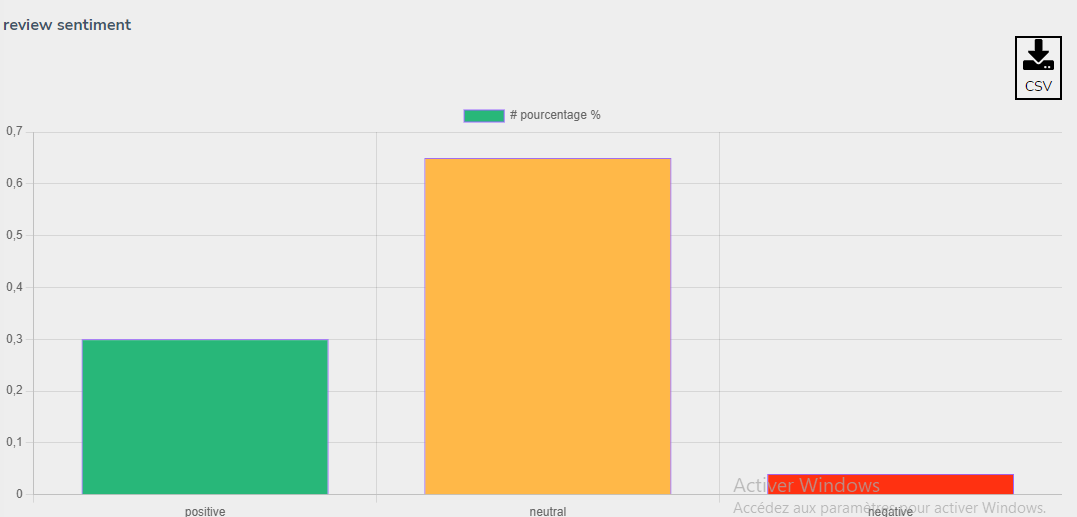 review sentiment
CSV
# pourcentage %
0,7
0,6
0,5
0,4
0,3
0,2
0,1
0
positive
neutral
negative
Activer Windows
Accédez aux paramètres pour activer Windows.